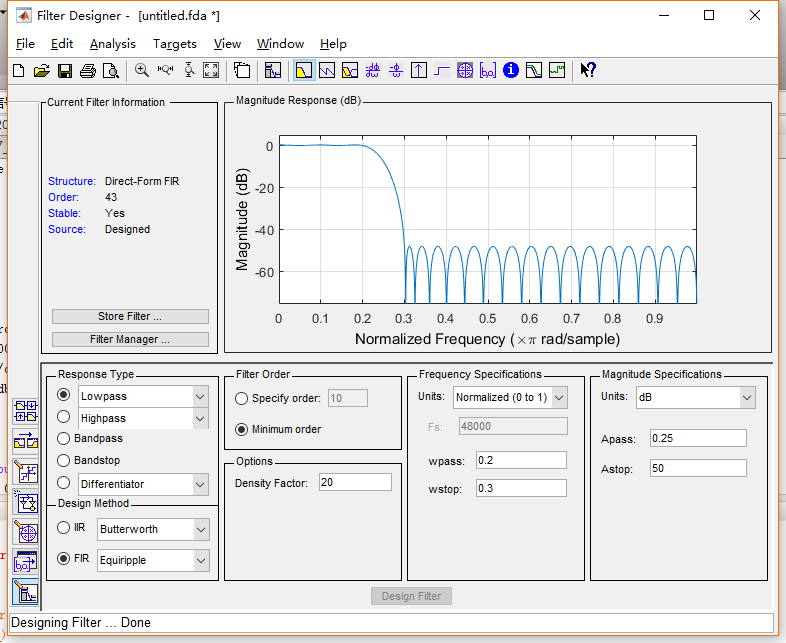 Filter Designer - [untitled.fda *]
File Edit Analysis Targets View Window Help
Current Filter Information
Structure: Direct-Form FIR
Order: 43
Stable: Yes
Source: Designed
Store Filter ...
Filter Manager ...
Magnitude Response (dB)
Magnitude (dB)
0
-20
-40
-60
0 0.1 0.2 0.3 0.4 0.5 0.6 0.7 0.8 0.9
Normalized Frequency (×π rad/sample)
Response Type
Lowpass
Highpass
Bandpass
Bandstop
Differentiator
Design Method
IIR Butterworth
FIR Equiripple
Filter Order
Specify order: 10
Minimum order
Options
Density Factor: 20
Frequency Specifications
Units: Normalized (0 to 1)
Fs: 48000
wpass: 0.2
wstop: 0.3
Magnitude Specifications
Units: dB
Apass: 0.25
Astop: 50
Design Filter
Designing Filter ... Done